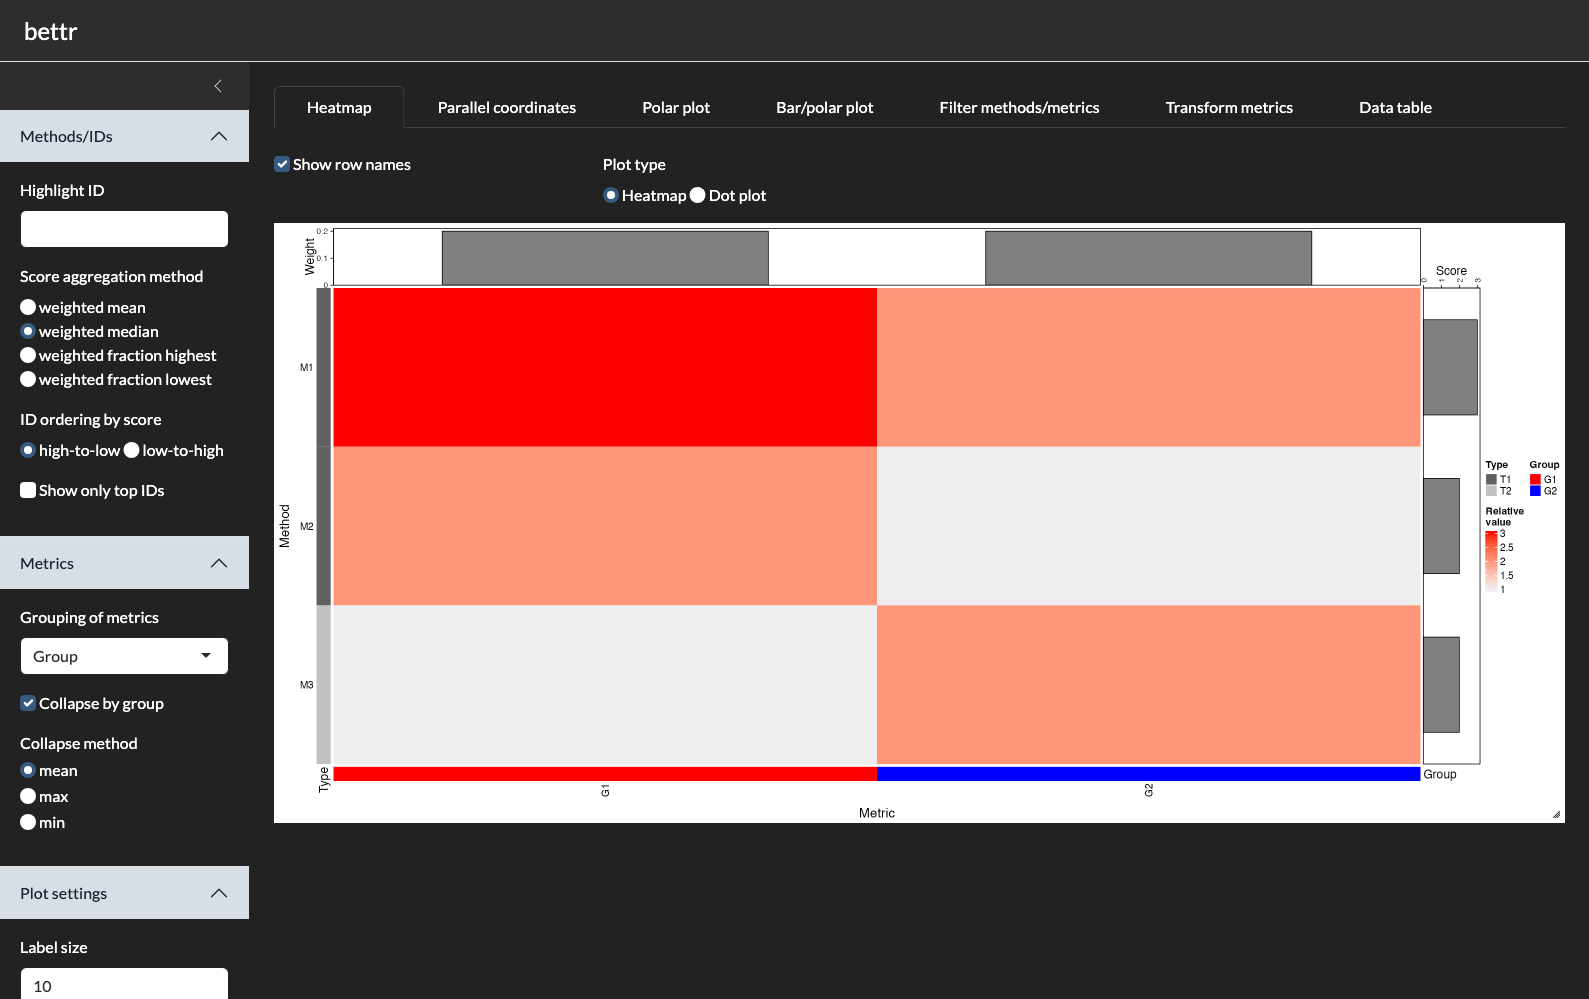 bettr
Methods/IDs
Highlight ID
Score aggregation method
weighted mean
weighted median
weighted fraction highest
weighted fraction lowest
ID ordering by score
high-to-low low-to-high
Show only top IDs
Metrics
Grouping of metrics
Group
Collapse by group
Collapse method
mean
max
min
Plot settings
Label size
10
Heatmap Parallel coordinates Polar plot Bar/polar plot Filter methods/metrics Transform metrics Data table
Show row names
Plot type
Heatmap Dot plot
Weight
0.2
0.1
0
Score
0 1 2 3
Method
M1
M2
M3
Type
G1 G2
Group
Metric
Type Group
T1 G1
T2 G2
Relative
value
3
2.5
2
1.5
1